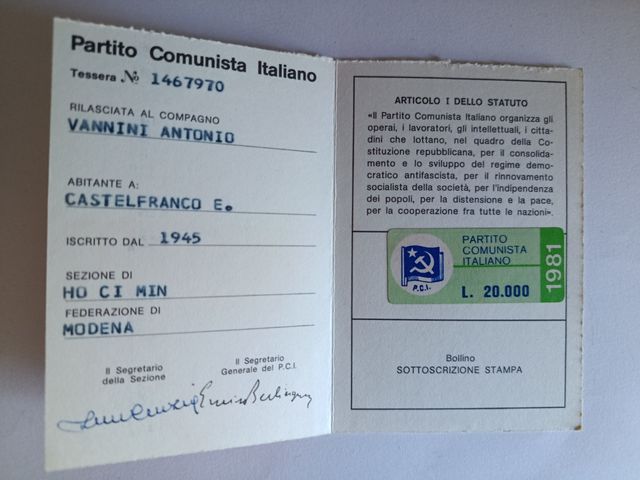 Partito Comunista Italiano
Tessera № 1467970
RILASCIATA AL COMPAGNO
VANNINI ANTONIO
ABITANTE A:
CASTELFRANCO E.
ISCRITTO DAL 1945
SEZIONE DI
HO CI MIN
FEDERAZIONE DI
MODENA
Il Segretario
della Sezione
Il Segretario
Generale del P.C.I.
Enrico Berlinguer
ARTICOLO I DELLO STATUTO
«Il Partito Comunista Italiano organizza gli
operai, i lavoratori, gli intellettuali, i citta-
dini che lottano, nel quadro della Co-
stituzione repubblicana, per il consolida-
mento e lo sviluppo del regime demo-
cratico antifascista, per il rinnovamento
socialista della società, per l'indipendenza
dei popoli, per la distensione e la pace,
per la cooperazione fra tutte le nazioni».
P.C.I.
PARTITO
COMUNISTA
ITALIANO
L. 20.000
1981
Bollino
SOTTOSCRIZIONE STAMPA